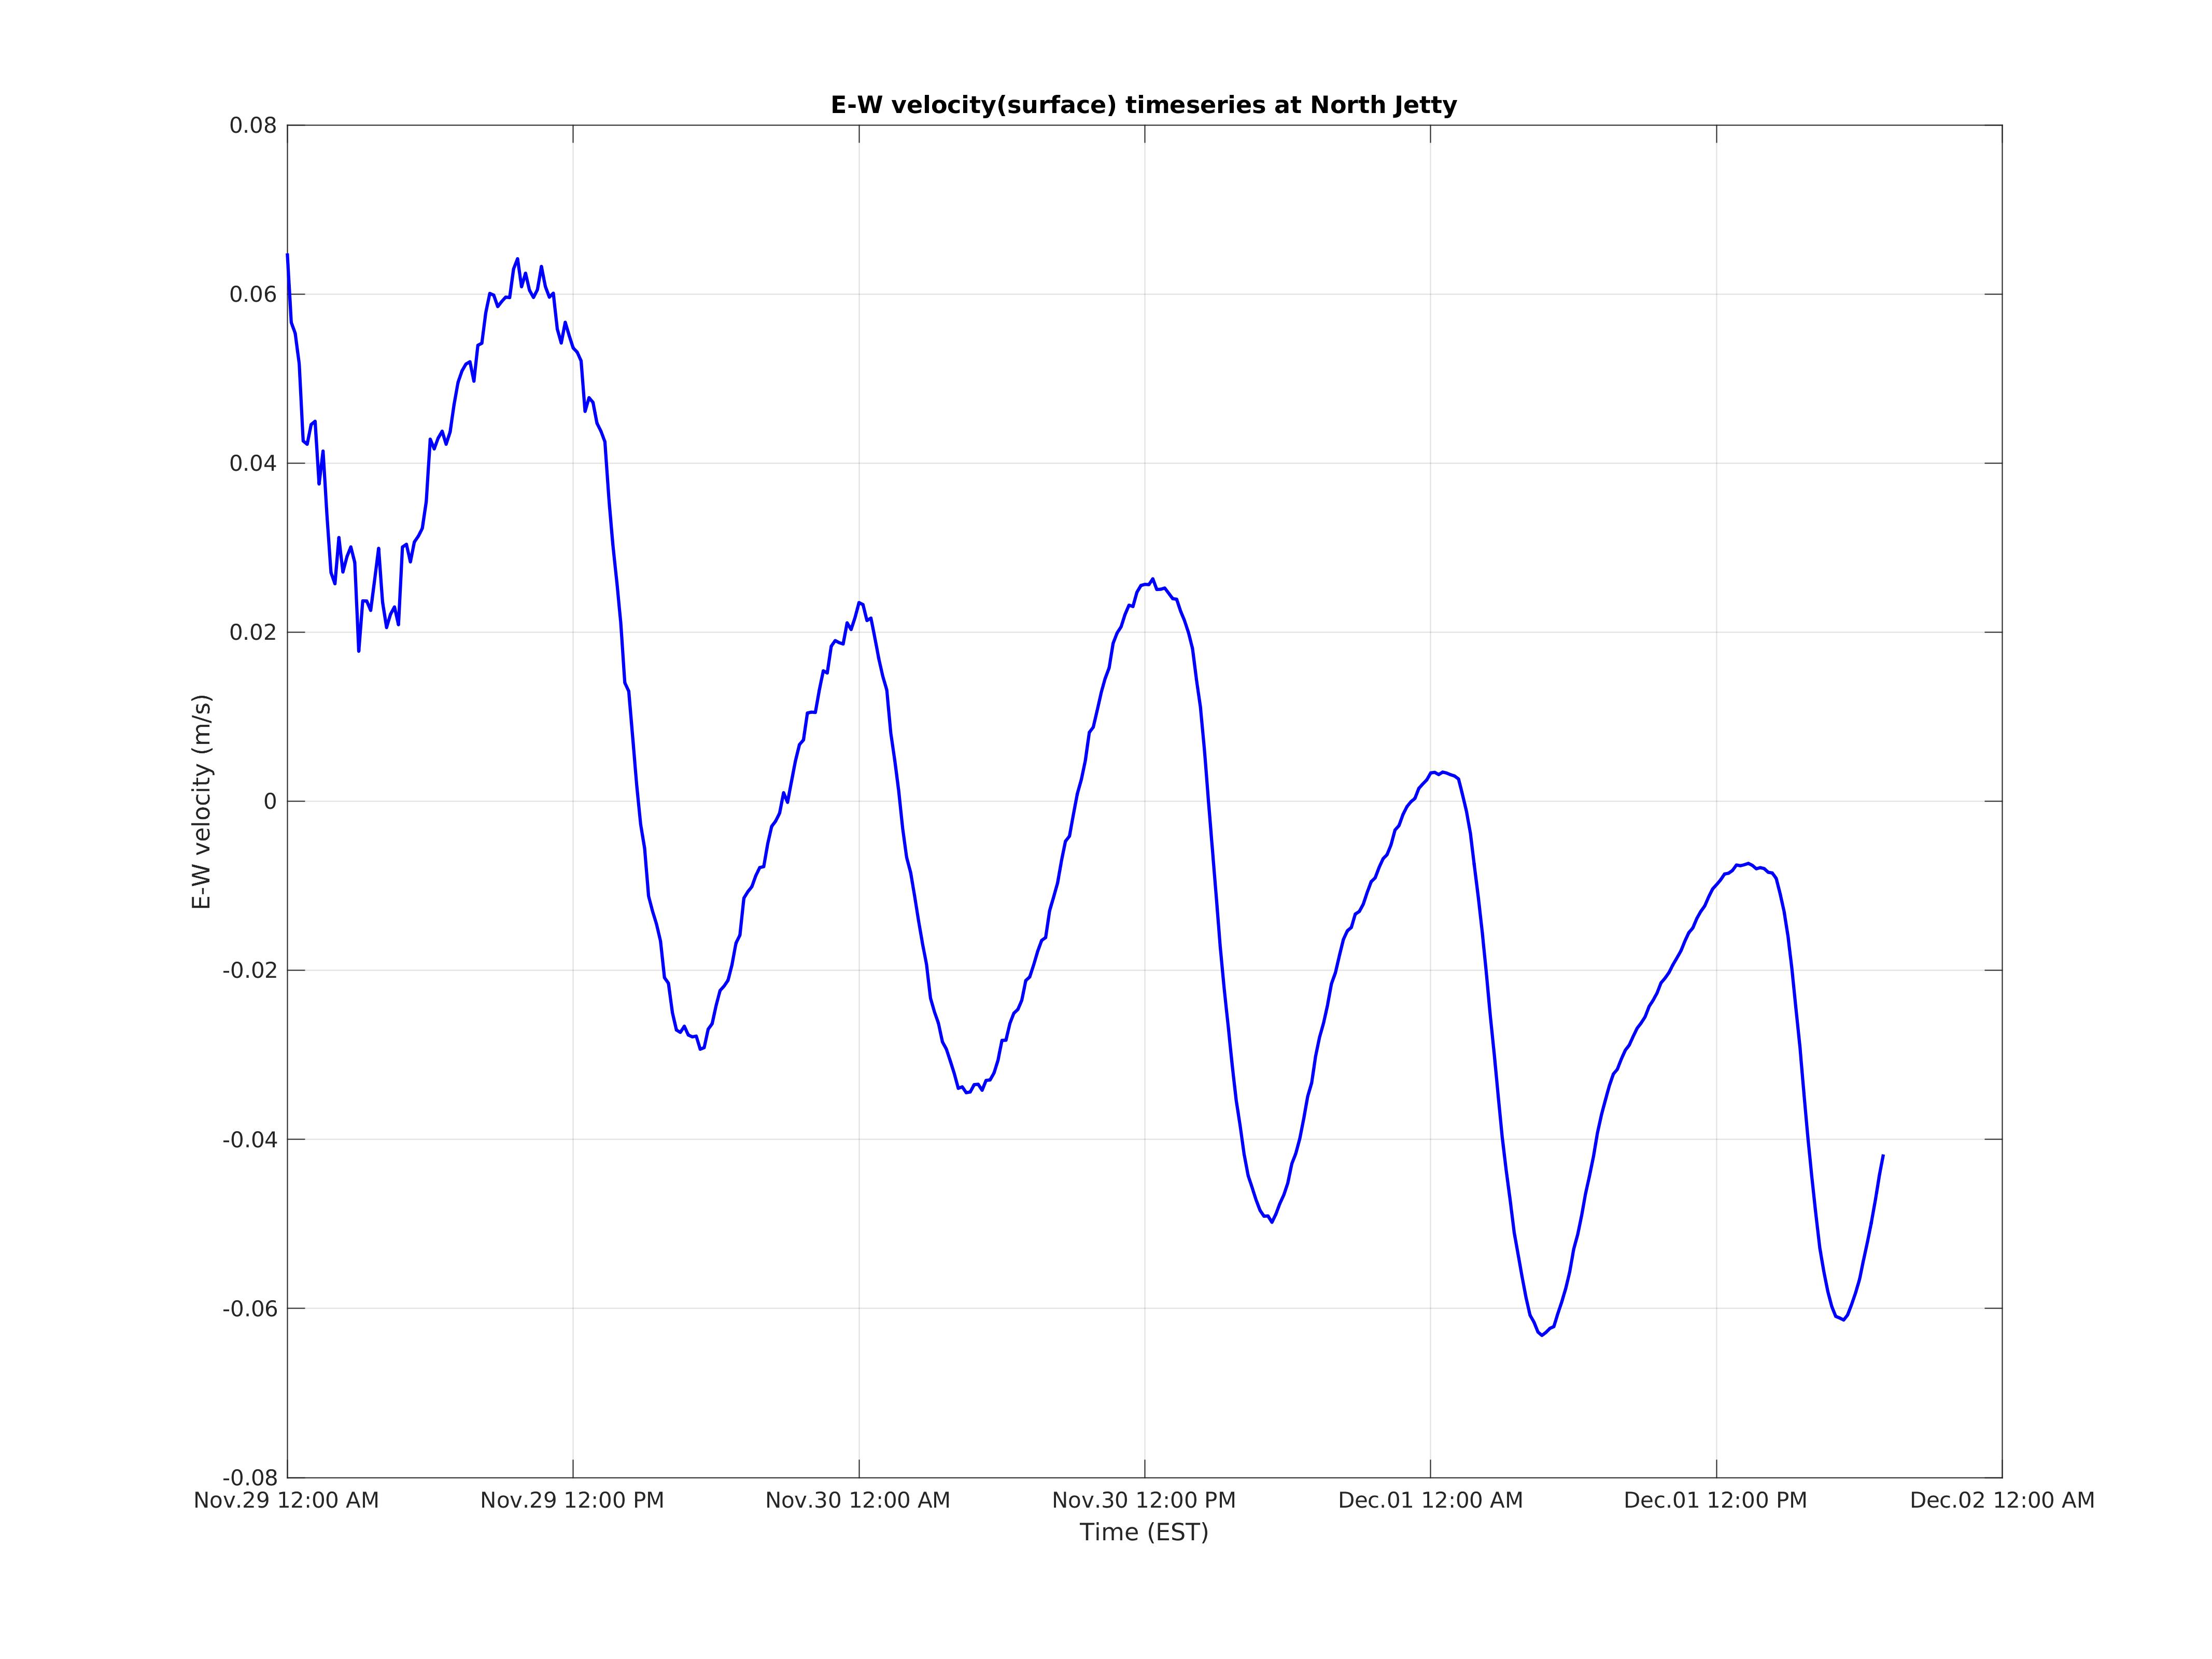 E-W velocity(surface) timeseries at North Jetty
0.08
0.06
0.04
0.02
0
-0.02
-0.04
-0.06
-0.08
E-W velocity (m/s)
Nov.29 12:00 AM Nov.29 12:00 PM Nov.30 12:00 AM Nov.30 12:00 PM Dec.01 12:00 AM Dec.01 12:00 PM Dec.02 12:00 AM
Time (EST)